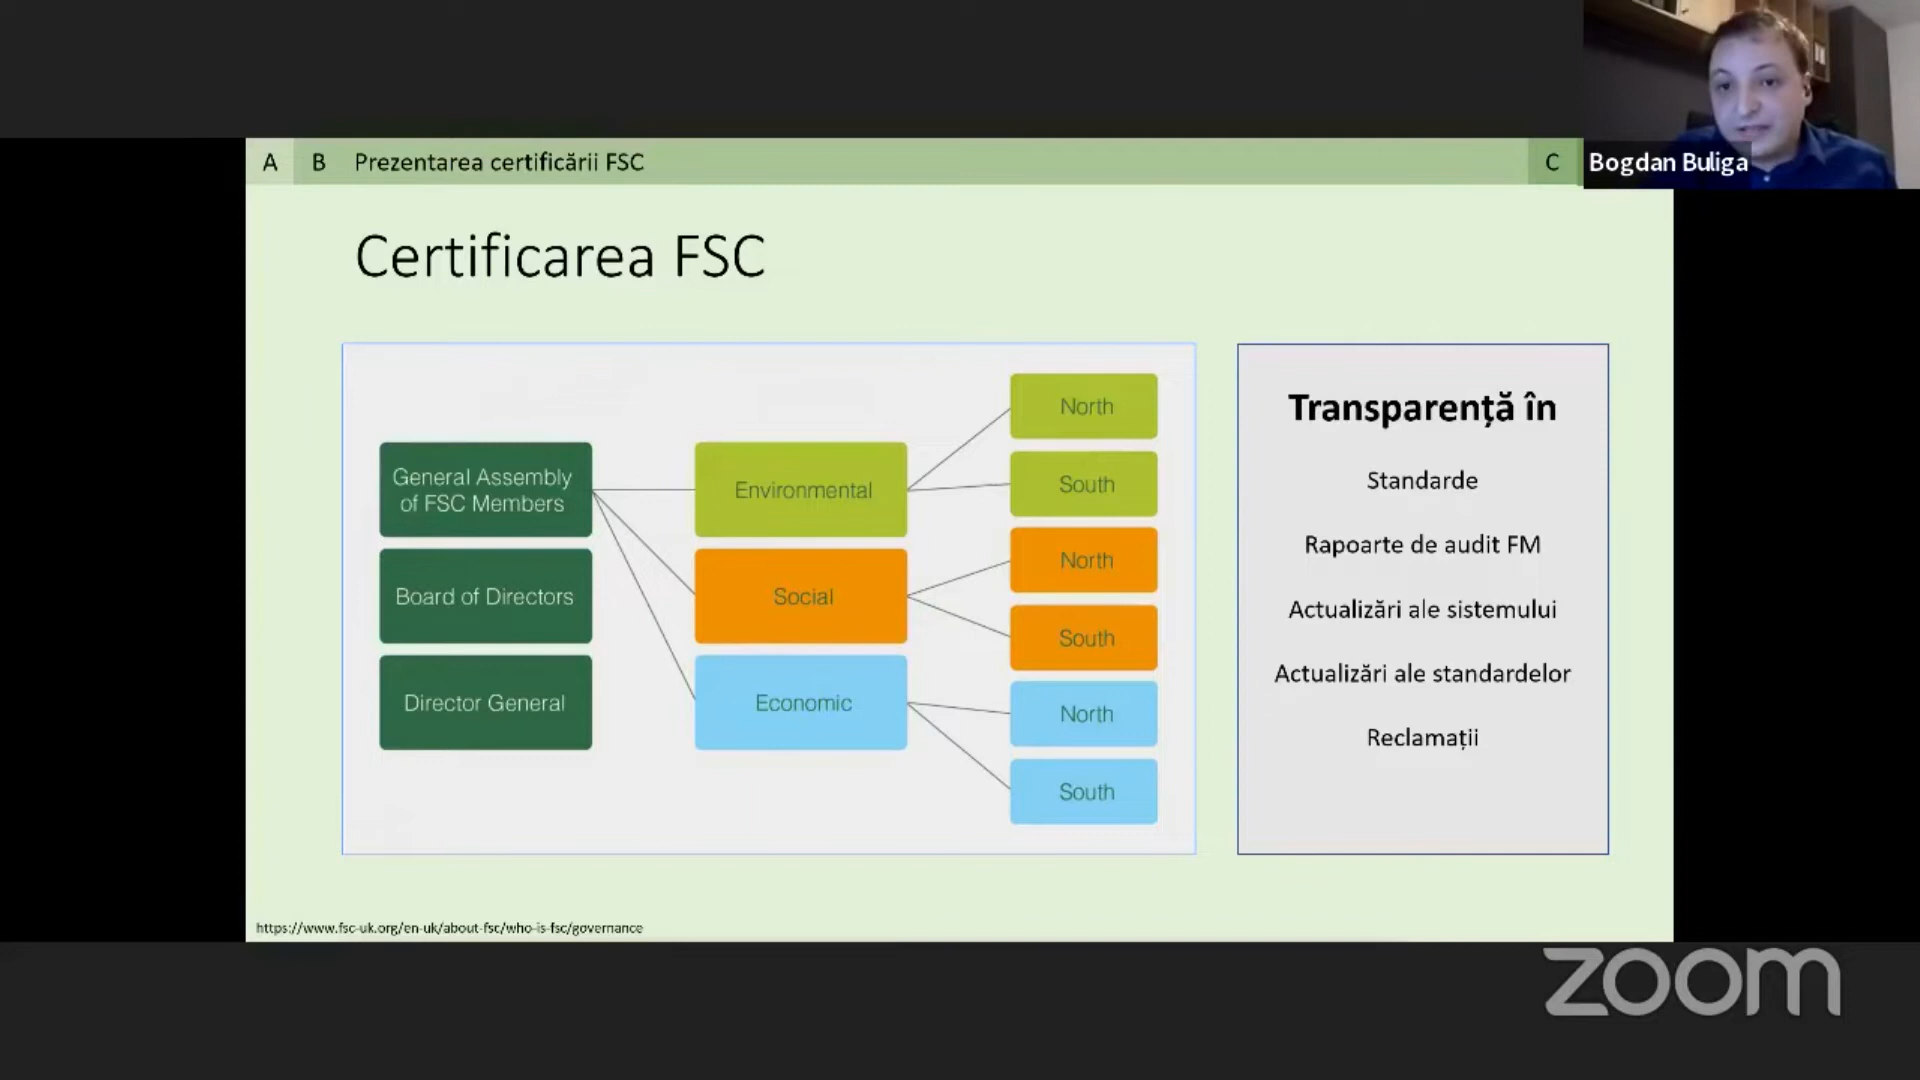 A
B
Prezentarea certificării FSC
C
Bogdan Buliga
Certificarea FSC
General Assembly
of FSC Members
Board of Directors
Director General
Environmental
Social
Economic
North
South
North
South
North
South
Transparență în
Standarde
Rapoarte de audit FM
Actualizări ale sistemului
Actualizări ale standardelor
Reclamații
https://www.fsc-uk.org/en-uk/about-fsc/who-is-fsc/governance
zoom